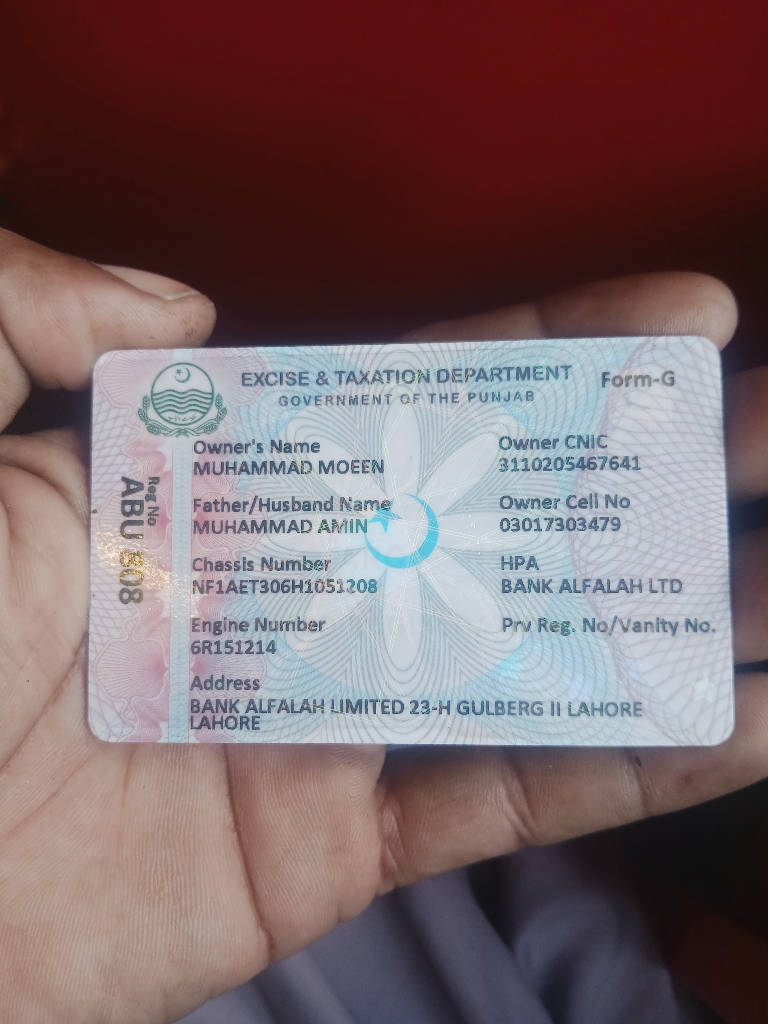 EXCISE & TAXATION DEPARTMENT
Form-G
GOVERNMENT OF THE PUNJAB
Reg No
ABU 808
Owner's Name
MUHAMMAD MOEEN
Owner CNIC
3110205467641
Father/Husband Name
MUHAMMAD AMIN
Owner Cell No
03017303479
Chassis Number
NF1AET306H1051208
HPA
BANK ALFALAH LTD
Engine Number
6R151214
Prv Reg. No/Vanity No.
Address
BANK ALFALAH LIMITED 23-H GULBERG II LAHORE
LAHORE